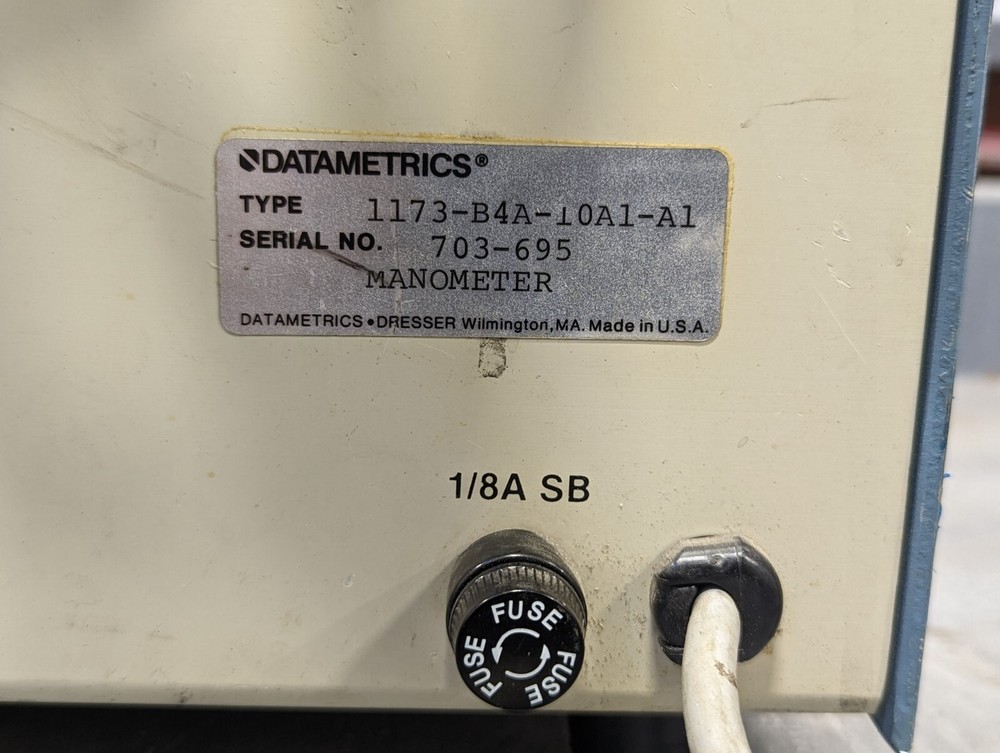 DATAMETRICS®
TYPE 1173-B4A-10A1-A1
SERIAL NO. 703-695
MANOMETER
DATAMETRICS•DRESSER Wilmington,MA. Made in U.S.A.
1/8A SB
FUSE
FUSE
FUSE